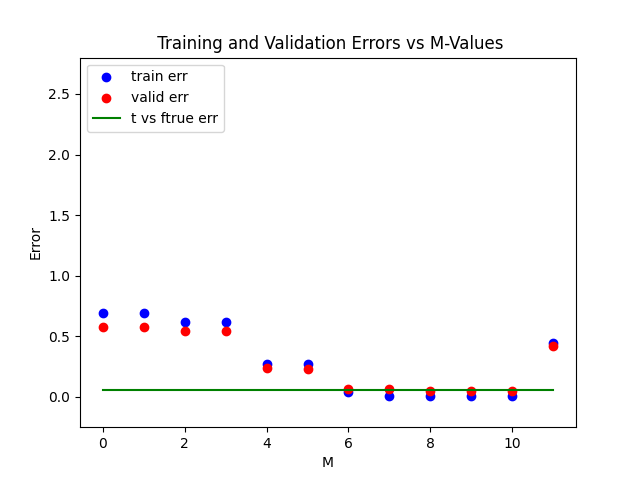 Training and Validation Errors vs M-Values
train err
valid err
t vs ftrue err
2.5
2.0
1.5
1.0
0.5
0.0
Error
0 2 4 6 8 10
M